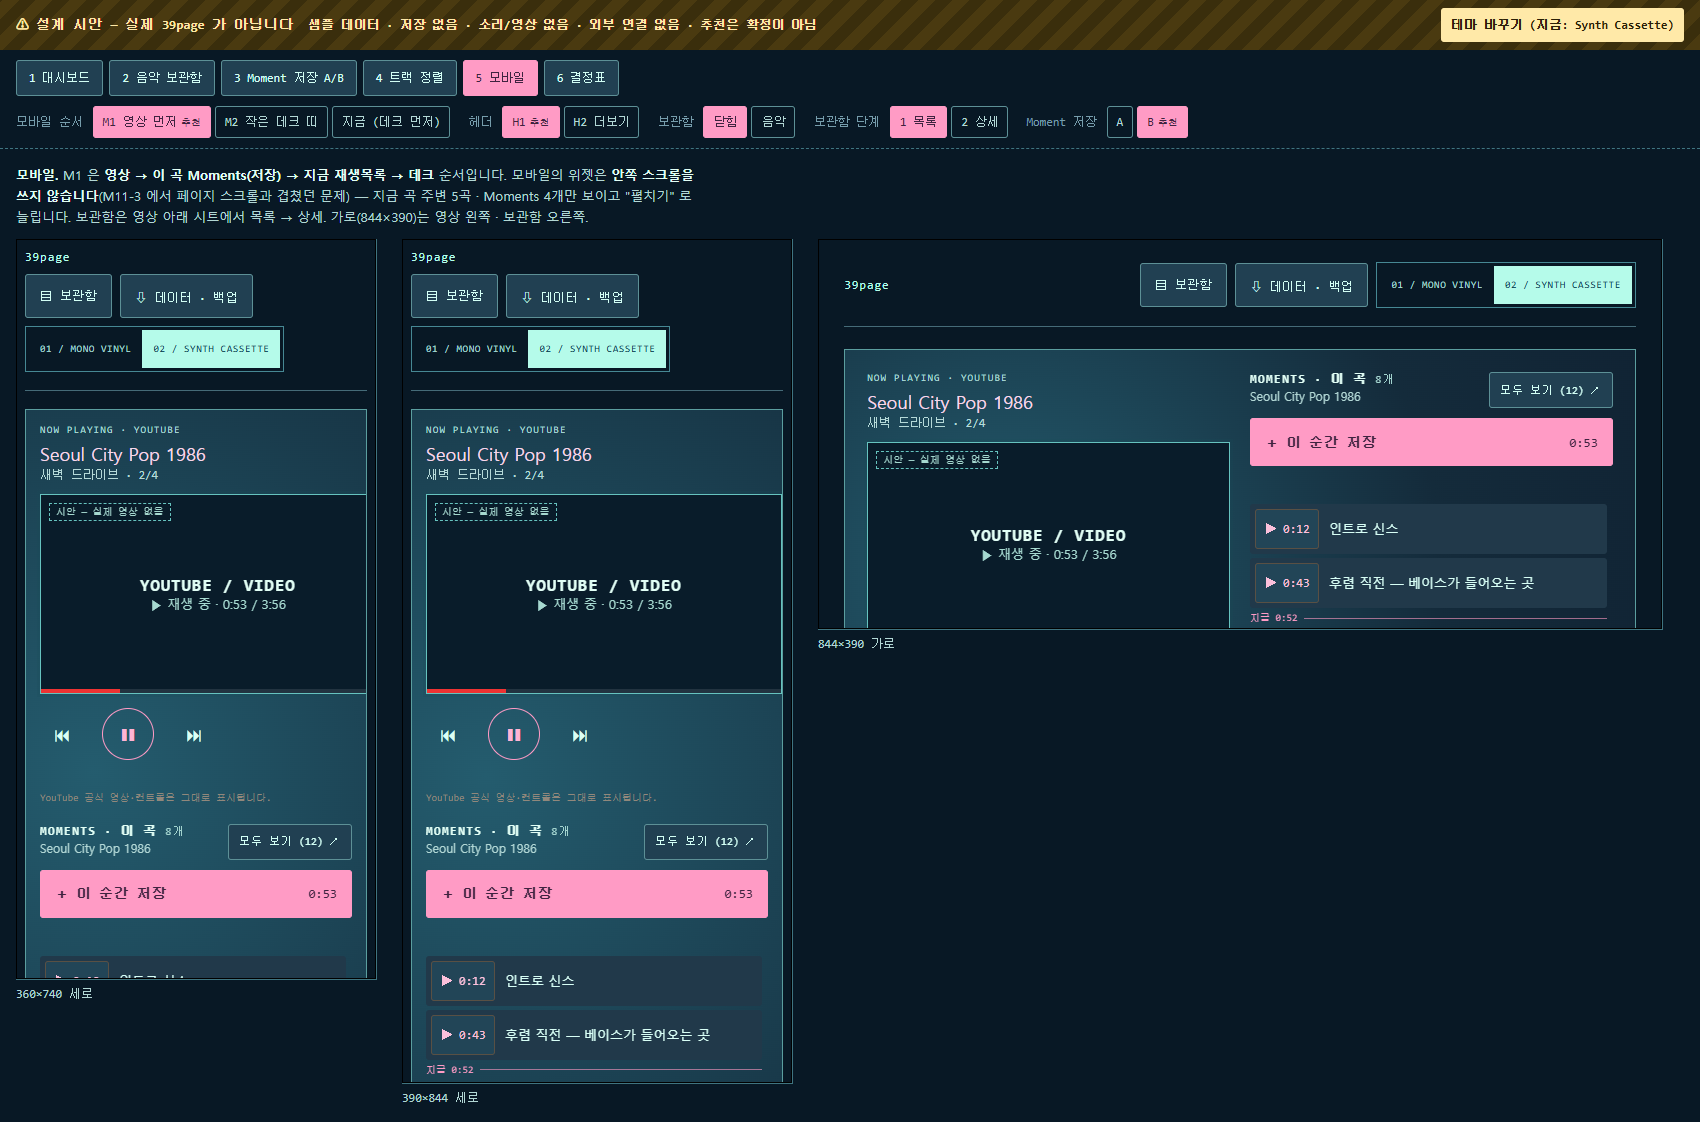 ⚠ 설계 시안 — 실제 39page 가 아닙니다 샘플 데이터 · 저장 없음 · 소리/영상 없음 · 외부 연결 없음 · 추천은 확정이 아님
테마 바꾸기 (지금: Synth Cassette)
1 대시보드 2 음악 보관함 3 Moment 저장 A/B 4 트랙 정렬 5 모바일 6 결정표
모바일 순서 M1 영상 먼저 추천 M2 작은 데크 띠 지금 (데크 먼저) 헤더 H1 추천 H2 더보기 보관함 닫힘 음악 보관함 단계 1 목록 2 상세 Moment 저장 A B 추천
모바일. M1 은 영상 → 이 곡 Moments(저장) → 지금 재생목록 → 데크 순서입니다. 모바일의 위젯은 안쪽 스크롤을
쓰지 않습니다(M11-3 에서 페이지 스크롤과 겹쳤던 문제) — 지금 곡 주변 5곡 · Moments 4개만 보이고 "펼치기" 로
늘립니다. 보관함은 영상 아래 시트에서 목록 → 상세. 가로(844×390)는 영상 왼쪽 · 보관함 오른쪽.
39page
⊟ 보관함 ⇩ 데이터 · 백업
01 / MONO VINYL 02 / SYNTH CASSETTE
NOW PLAYING · YOUTUBE
Seoul City Pop 1986
새벽 드라이브 · 2/4
시안 — 실제 영상 없음
YOUTUBE / VIDEO
▶ 재생 중 · 0:53 / 3:56
YouTube 공식 영상·컨트롤은 그대로 표시됩니다.
MOMENTS · 이 곡 8개
Seoul City Pop 1986
모두 보기 (12) ↗
+ 이 순간 저장 0:53
360×740 세로
39page
⊟ 보관함 ⇩ 데이터 · 백업
01 / MONO VINYL 02 / SYNTH CASSETTE
NOW PLAYING · YOUTUBE
Seoul City Pop 1986
새벽 드라이브 · 2/4
시안 — 실제 영상 없음
YOUTUBE / VIDEO
▶ 재생 중 · 0:53 / 3:56
YouTube 공식 영상·컨트롤은 그대로 표시됩니다.
MOMENTS · 이 곡 8개
Seoul City Pop 1986
모두 보기 (12) ↗
+ 이 순간 저장 0:53
▶ 0:12 인트로 신스
▶ 0:43 후렴 직전 — 베이스가 들어오는 곳
지금 0:52
390×844 세로
39page
⊟ 보관함 ⇩ 데이터 · 백업 01 / MONO VINYL 02 / SYNTH CASSETTE
NOW PLAYING · YOUTUBE
Seoul City Pop 1986
새벽 드라이브 · 2/4
시안 — 실제 영상 없음
YOUTUBE / VIDEO
▶ 재생 중 · 0:53 / 3:56
MOMENTS · 이 곡 8개
Seoul City Pop 1986
모두 보기 (12) ↗
+ 이 순간 저장 0:53
▶ 0:12 인트로 신스
▶ 0:43 후렴 직전 — 베이스가 들어오는 곳
지금 0:52
844×390 가로